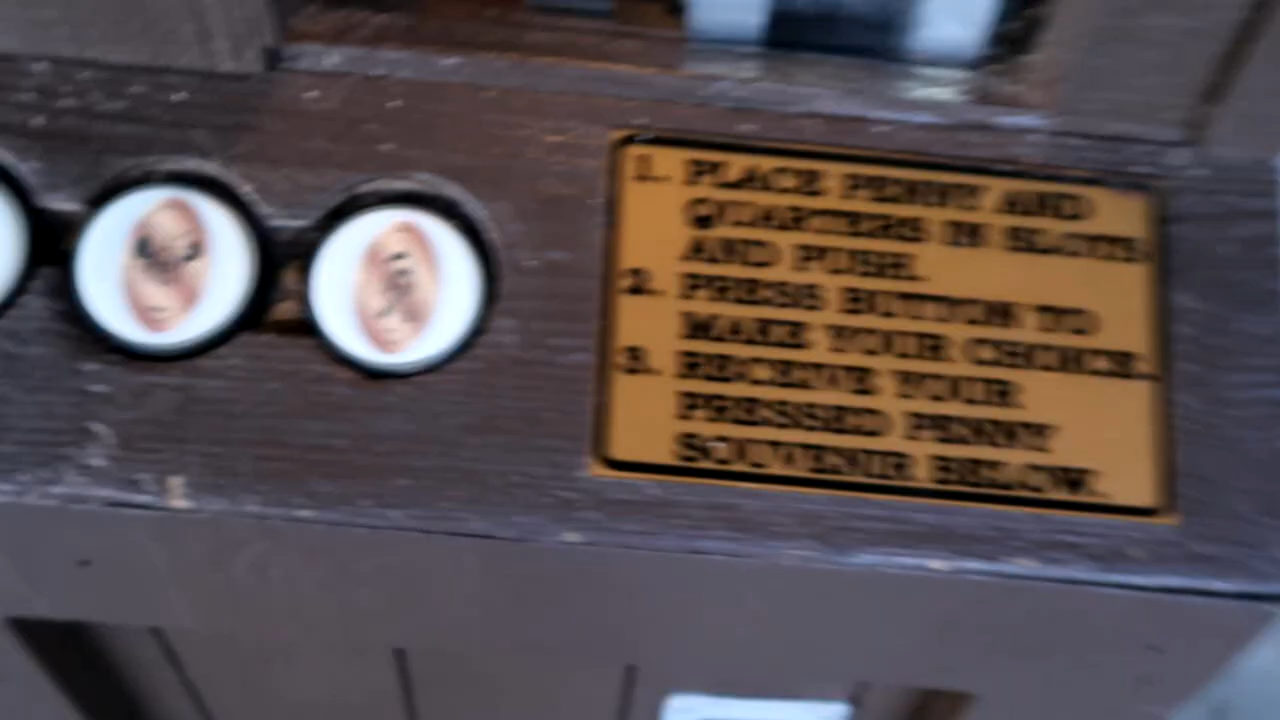 1. PLACE PENNY AND
QUARTERS IN SLOTS
AND PUSH.
2. PRESS BUTTON TO
MAKE YOUR CHOICE.
3. RECEIVE YOUR
PRESSED PENNY
SOUVENIR BELOW.